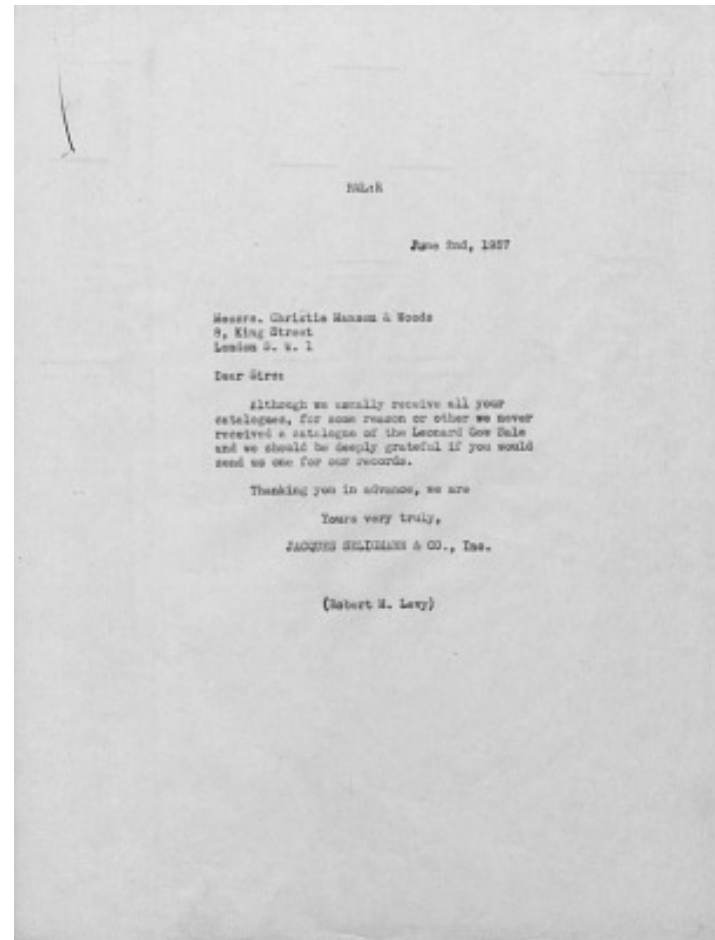 RML:R
June 2nd, 1937
Messrs. Christie Manson & Woods
8, King Street
London S. W. 1
Dear Sirs:
Although we usually receive all your
catalogues, for some reason or other we never
received a catalogue of the Leonard Gow Sale
and we should be deeply grateful if you would
send us one for our records.
Thanking you in advance, we are
Yours very truly,
JACQUES SELIGMANN & CO., Inc.
(Robert M. Levy)